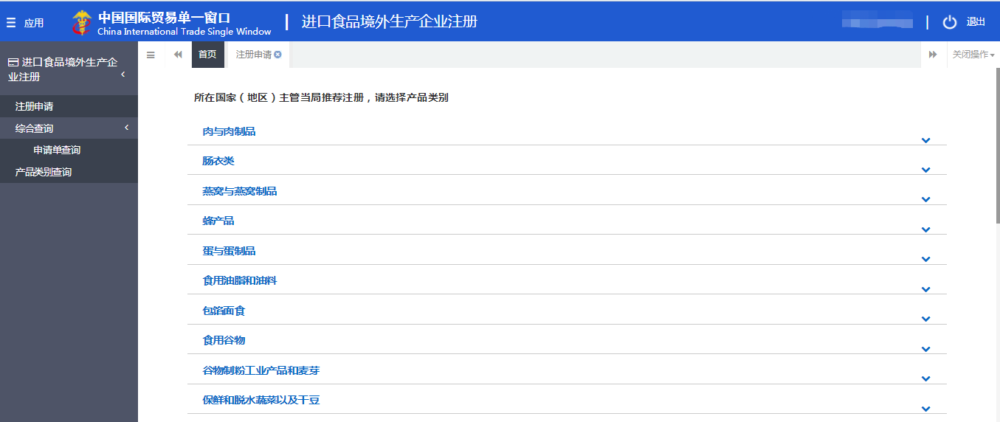 应用
中国国际贸易单一窗口
China International Trade Single Window
进口食品境外生产企业注册
退出
进口食品境外生产企
业注册
注册申请
综合查询
申请单查询
产品类别查询
首页
注册申请
关闭操作
所在国家（地区）主管当局推荐注册，请选择产品类别
肉与肉制品
肠衣类
燕窝与燕窝制品
蜂产品
蛋与蛋制品
食用油脂和油料
包馅面食
食用谷物
谷物制粉工业产品和麦芽
保鲜和脱水蔬菜以及干豆